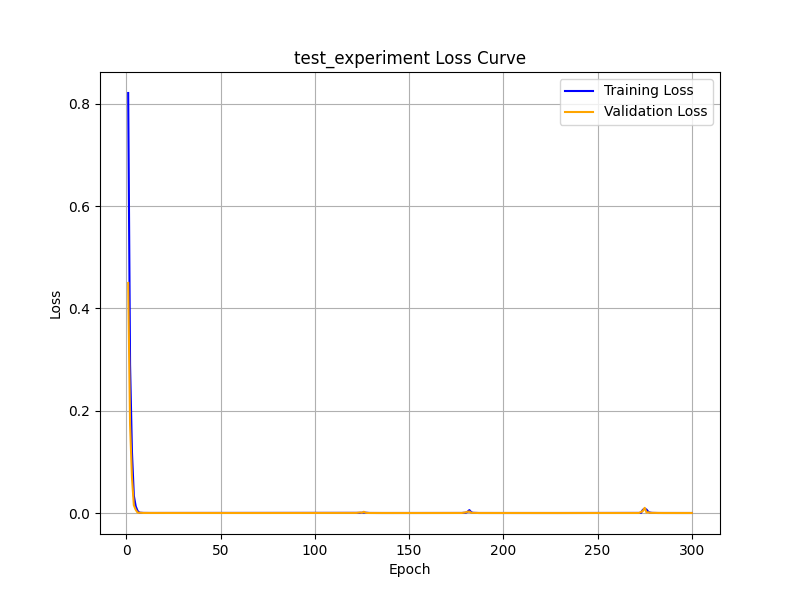 test_experiment Loss Curve
Training Loss
Validation Loss
0.8
0.6
0.4
0.2
0.0
Loss
0 50 100 150 200 250 300
Epoch